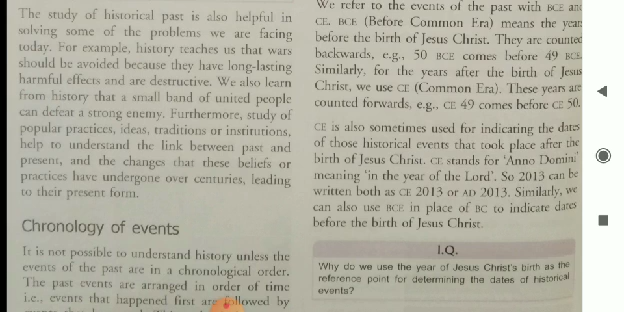 The study of historical past is also helpful in
solving some of the problems we are facing
today. For example, history teaches us that wars
should be avoided because they have long-lasting
harmful effects and are destructive. We also learn
from history that a small band of united people
can defeat a strong enemy. Furthermore, study of
popular practices, ideas, traditions or institutions,
help to understand the link between past and
present, and the changes that these beliefs or
practices have undergone over centuries, leading
to their present form.
Chronology of events
It is not possible to understand history unless the
events of the past are in a chronological order.
The past events are arranged in order of time
i.e., events that happened first are followed by
We refer to the events of the past with BCE and
CE. BCE (Before Common Era) means the years
before the birth of Jesus Christ. They are counted
backwards, e.g., 50 BCE comes before 49 BCE.
Similarly, for the years after the birth of Jesus
Christ, we use CE (Common Era). These years are
counted forwards, e.g., CE 49 comes before CE 50.
CE is also sometimes used for indicating the dates
of those historical events that took place after the
birth of Jesus Christ. CE stands for 'Anno Domini'
meaning 'in the year of the Lord'. So 2013 can be
written both as CE 2013 or AD 2013. Similarly, we
can also use BCE in place of BC to indicate dates
before the birth of Jesus Christ.
I.Q.
Why do we use the year of Jesus Christ's birth as the
reference point for determining the dates of historical
events?